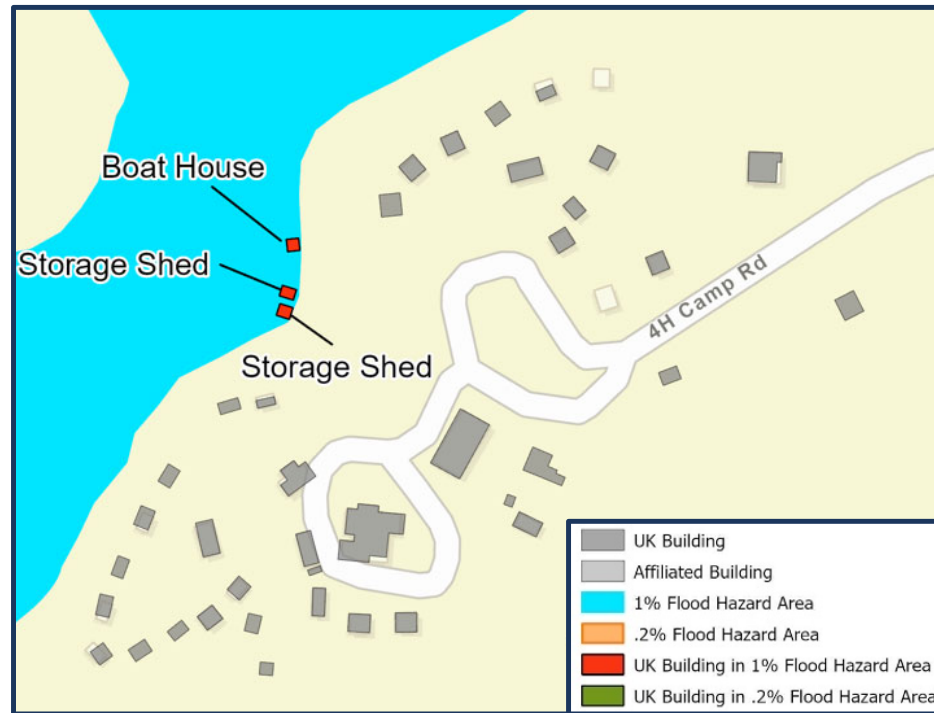 Boat House
Storage Shed
Storage Shed
4H Camp Rd
UK Building
Affiliated Building
1% Flood Hazard Area
.2% Flood Hazard Area
UK Building in 1% Flood Hazard Area
UK Building in .2% Flood Hazard Area